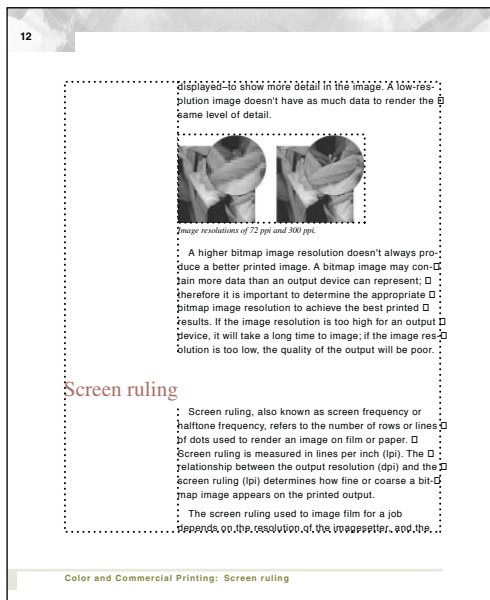 12
displayed–to show more detail in the image. A low-res-
plution image doesn't have as much data to render the
same level of detail.
Image resolutions of 72 ppi and 300 ppi.
A higher bitmap image resolution doesn't always pro-
duce a better printed image. A bitmap image may con-
tain more data than an output device can represent;
therefore it is important to determine the appropriate
bitmap image resolution to achieve the best printed
results. If the image resolution is too high for an output
device, it will take a long time to image; if the image res-
olution is too low, the quality of the output will be poor.
Screen ruling
Screen ruling, also known as screen frequency or
halftone frequency, refers to the number of rows or lines
of dots used to render an image on film or paper.
Screen ruling is measured in lines per inch (lpi). The
relationship between the output resolution (dpi) and the
screen ruling (lpi) determines how fine or coarse a bit-
map image appears on the printed output.
The screen ruling used to image film for a job
depends on the resolution of the imagesetter, and the
Color and Commercial Printing: Screen ruling